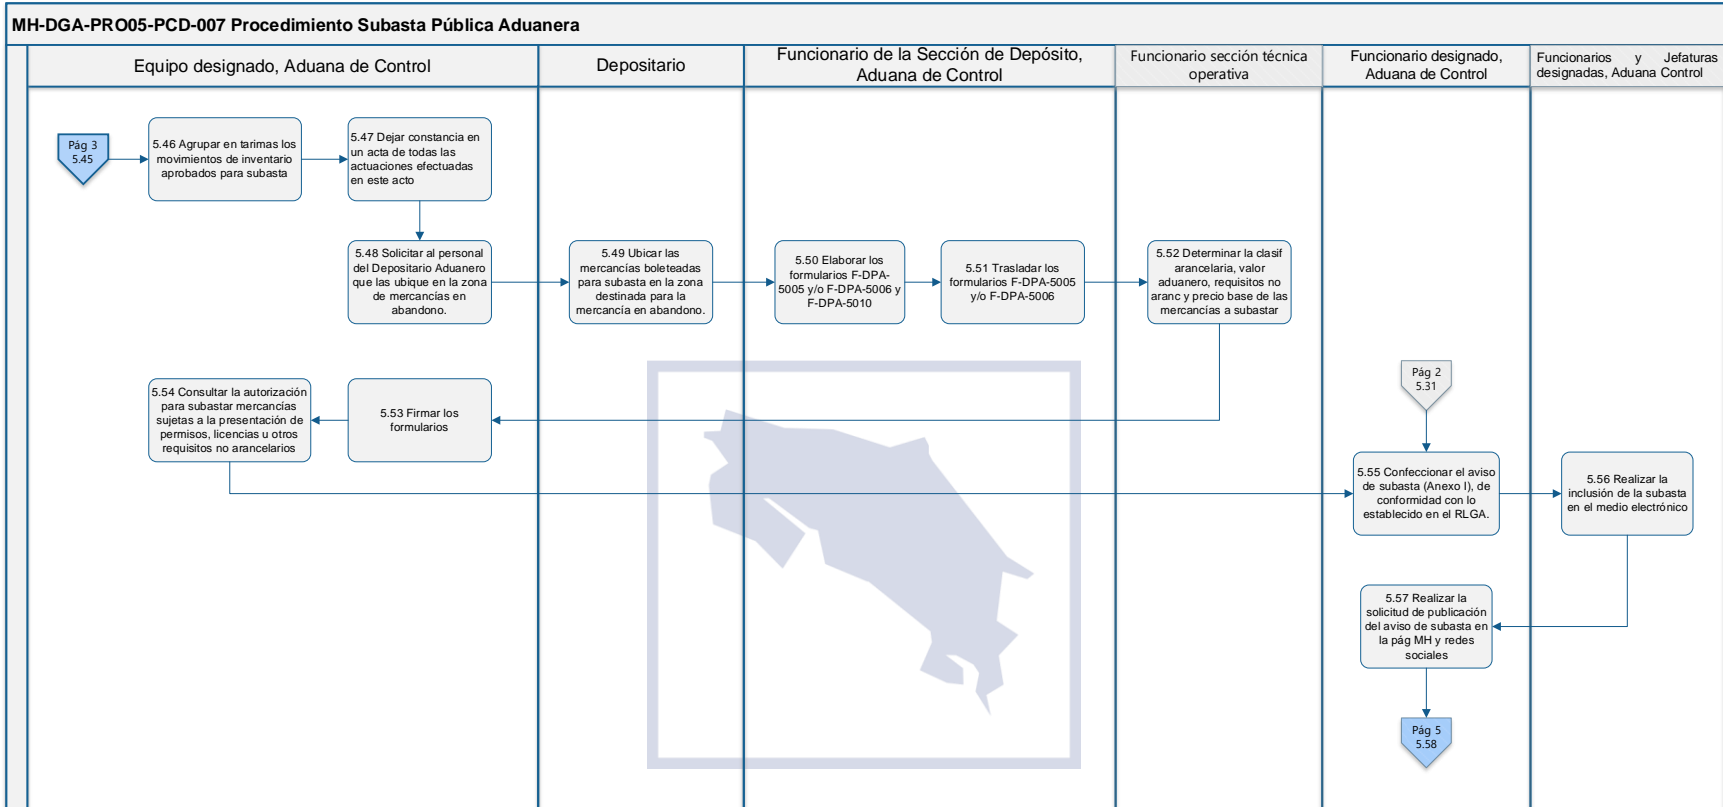 MH-DGA-PRO05-PCD-007 Procedimiento Subasta Pública Aduanera
Equipo designado, Aduana de Control
Depositario
Funcionario de la Sección de Depósito,
Aduana de Control
Funcionario sección técnica
operativa
Funcionario designado,
Aduana de Control
Funcionarios y Jefaturas
designadas, Aduana Control
Pág 3
5.45
5.46 Agrupar en tarimas los
movimientos de inventario
aprobados para subasta
5.47 Dejar constancia en
un acta de todas las
actuaciones efectuadas
en este acto
5.48 Solicitar al personal
del Depositario Aduanero
que las ubique en la zona
de mercancías en
abandono.
5.49 Ubicar las
mercancías boleteadas
para subasta en la zona
destinada para la
mercancía en abandono.
5.50 Elaborar los
formularios F-DPA-
5005 y/o F-DPA-5006 y
F-DPA-5010
5.51 Trasladar los
formularios F-DPA-5005
y/o F-DPA-5006
5.52 Determinar la clasif
arancelaria, valor
aduanero, requisitos no
aranc y precio base de las
mercancías a subastar
5.53 Firmar los
formularios
5.54 Consultar la autorización
para subastar mercancías
sujetas a la presentación de
permisos, licencias u otros
requisitos no arancelarios
Pág 2
5.31
5.55 Confeccionar el aviso
de subasta (Anexo I), de
conformidad con lo
establecido en el RLGA.
5.56 Realizar la
inclusión de la subasta
en el medio electrónico
5.57 Realizar la
solicitud de publicación
del aviso de subasta en
la pág MH y redes
sociales
Pág 5
5.58